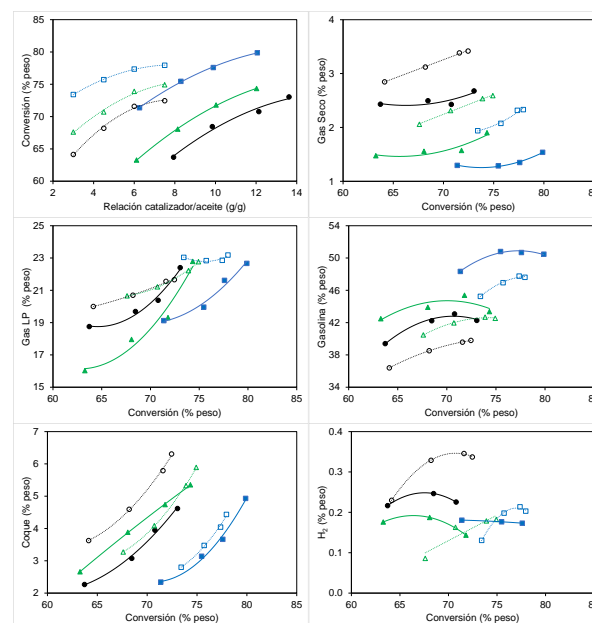 Conversión (% peso)
85
80
75
70
65
60
2 4 6 8 10 12 14
Relación catalizador/aceite (g/g)
Gas Seco (% peso)
4
3
2
1
60 65 70 75 80 85
Conversión (% peso)
Gas LP (% peso)
25
23
21
19
17
15
60 65 70 75 80 85
Conversión (% peso)
Gasolina (% peso)
54
50
46
42
38
34
60 65 70 75 80 85
Conversión (% peso)
Coque (% peso)
7
6
5
4
3
2
60 65 70 75 80 85
Conversión (% peso)
H2 (% peso)
0.4
0.3
0.2
0.1
0.0
60 65 70 75 80 85
Conversión (% peso)